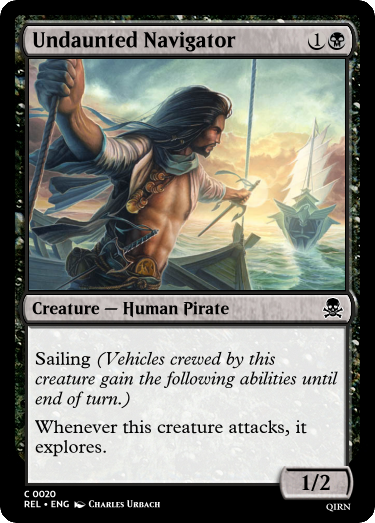 Undaunted Navigator 1
Creature — Human Pirate
Sailing (Vehicles crewed by this
creature gain the following abilities until
end of turn.)
Whenever this creature attacks, it
explores.
1/2
C 0020
REL • ENG Charles Urbach
QIRN